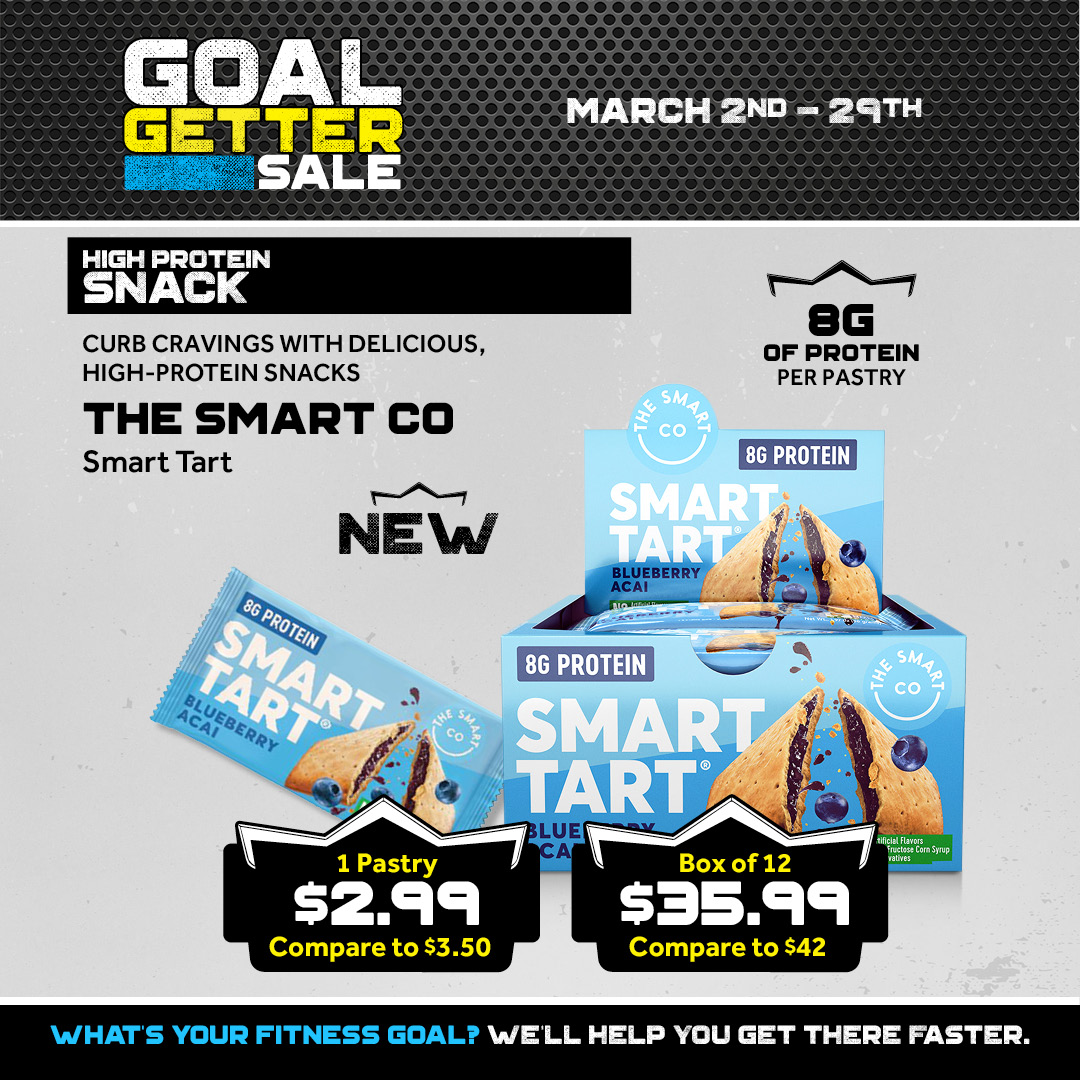 GOAL
GETTER
SALE
MARCH 2ND – 29TH
HIGH PROTEIN
SNACK
CURB CRAVINGS WITH DELICIOUS,
HIGH-PROTEIN SNACKS
THE SMART CO
Smart Tart
NEW
8G
OF PROTEIN
PER PASTRY
THE SMART
CO
8G PROTEIN
SMART
TART®
BLUEBERRY
ACAI
NO
8G PROTEIN
SMART
TART®
BLUEBERRY
ACAI
THE SMART
CO
8G PROTEIN
SMART
TART®
THE SMART
CO
Fructose Corn Syrup
1 Pastry
$2.99
Compare to $3.50
Box of 12
$35.99
Compare to $42
WHAT'S YOUR FITNESS GOAL? WE'LL HELP YOU GET THERE FASTER.